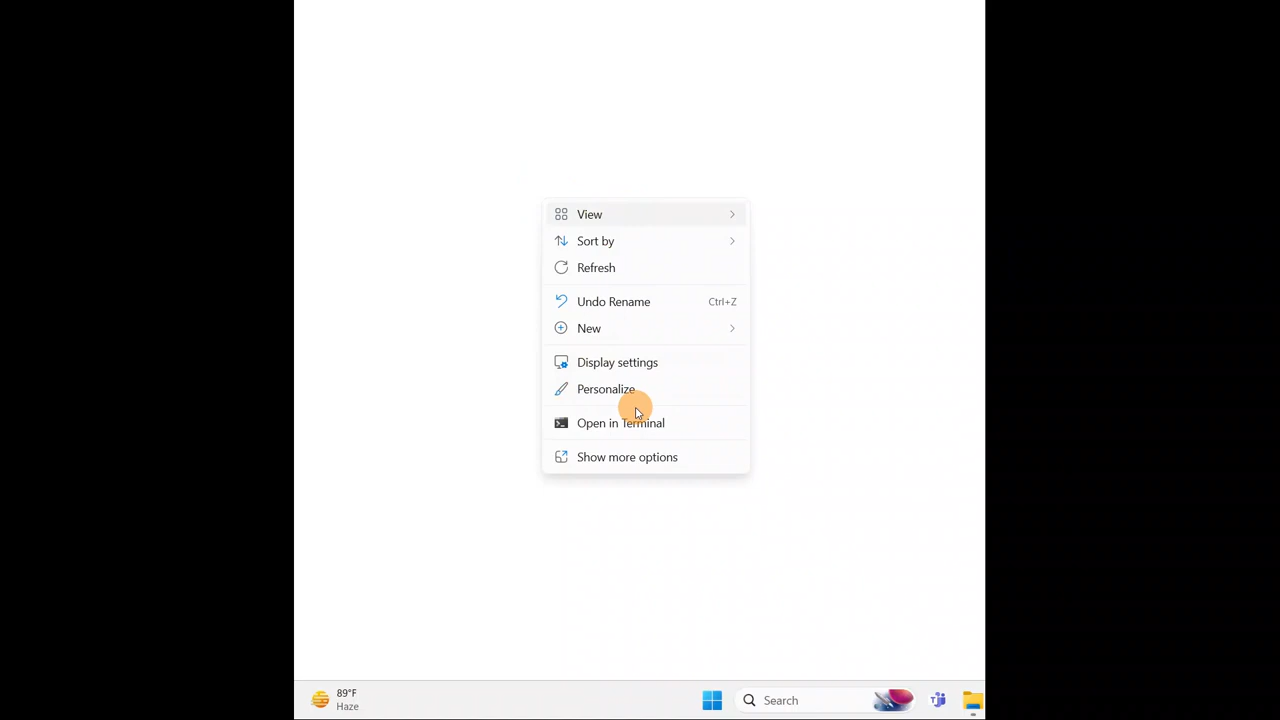 View
Sort by
Refresh
Undo Rename Ctrl+Z
New
Display settings
Personalize
Open in Terminal
Show more options
89°F
Haze
Search